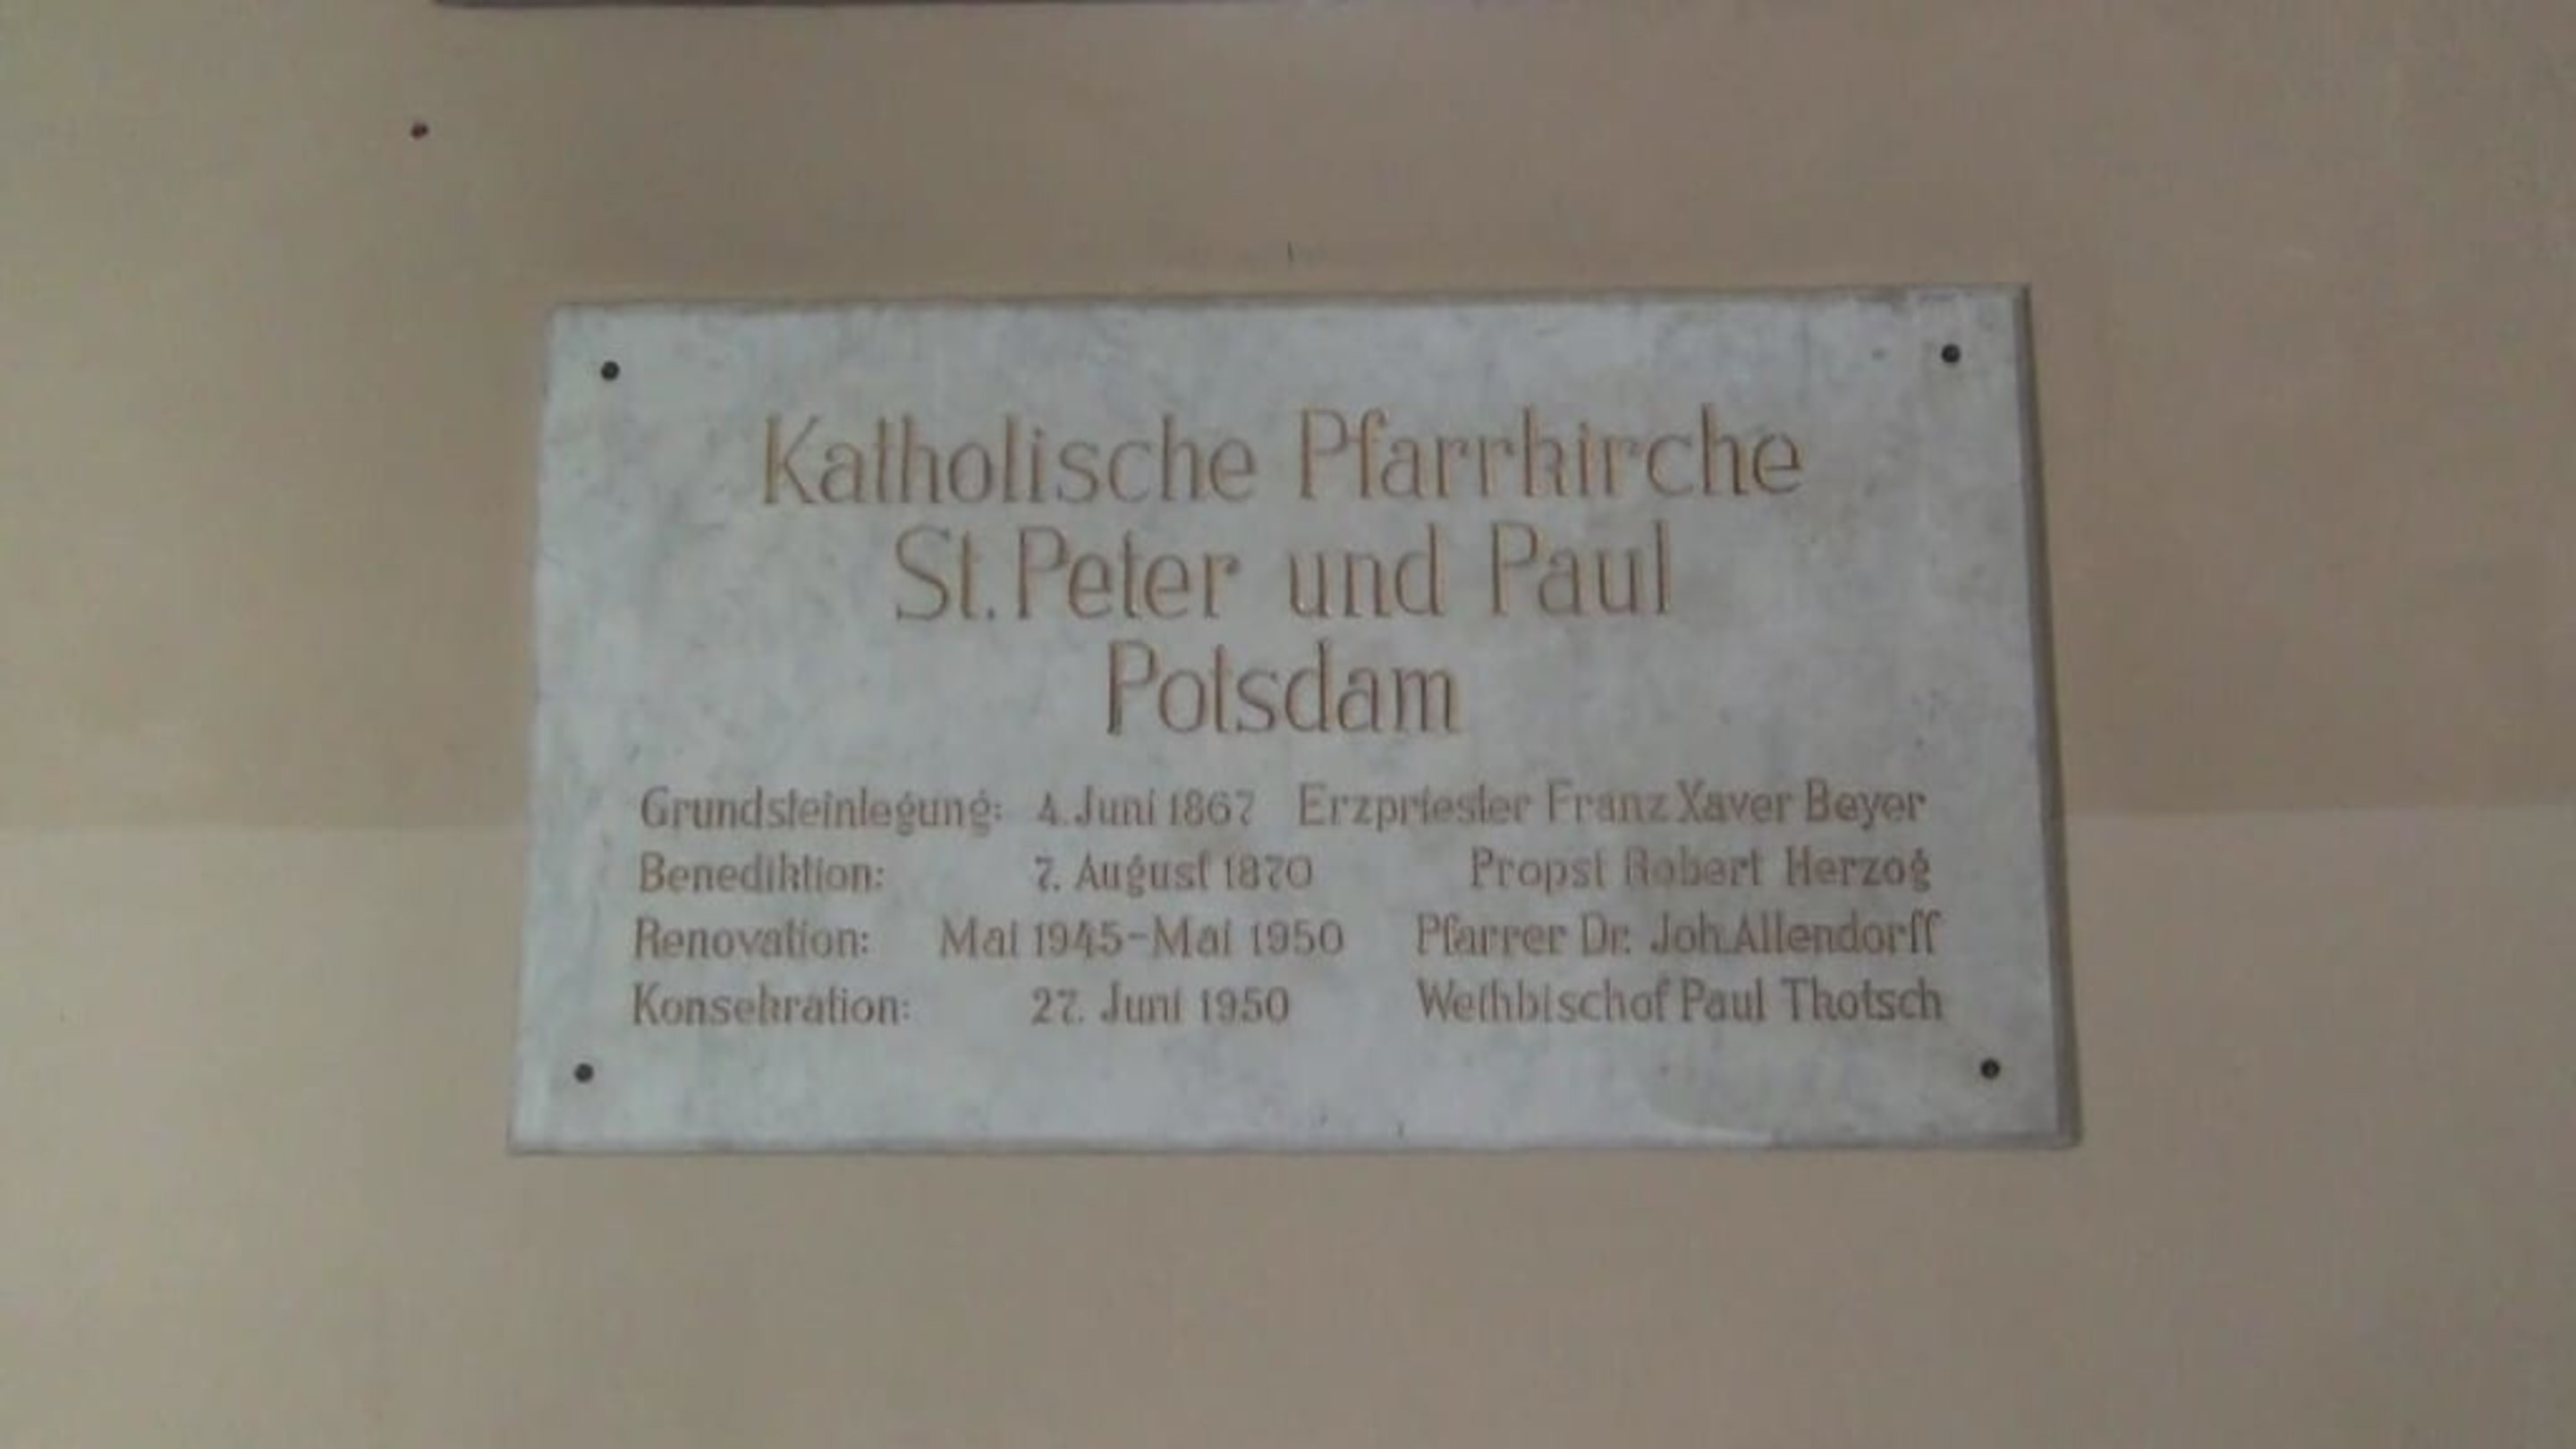 Katholische Pfarrkirche
St. Peter und Paul
Potsdam
Grundsteinlegung: 4. Juni 1867 Erzpriester Franz Xaver Beyer
Benediktion: 7. August 1870 Propst Robert Herzog
Renovation: Mai 1945-Mai 1950 Pfarrer Dr. Joh. Allendorff
Konsekration: 27. Juni 1950 Weihbischof Paul Tkotsch